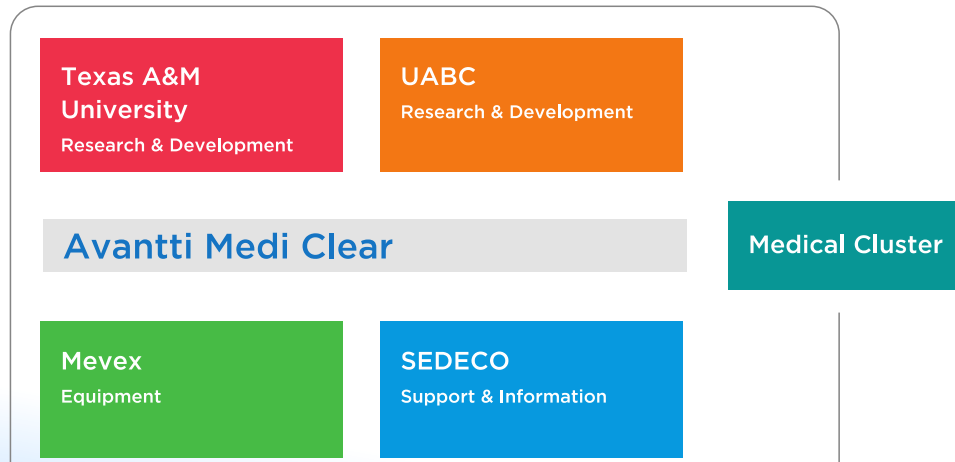 Texas A&M
University
Research & Development
UABC
Research & Development
Avantti Medi Clear
Medical Cluster
Mevex
Equipment
SEDECO
Support & Information